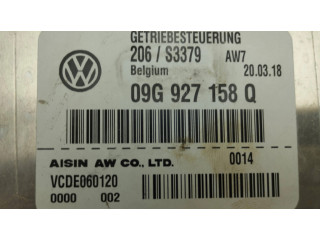 GETRIEBESTEUERUNG
206 / S3379 AW7
Belgium 20.03.18
09G 927 158 Q
AISIN AW CO., LTD. 0014
VCDE060120
0000 002